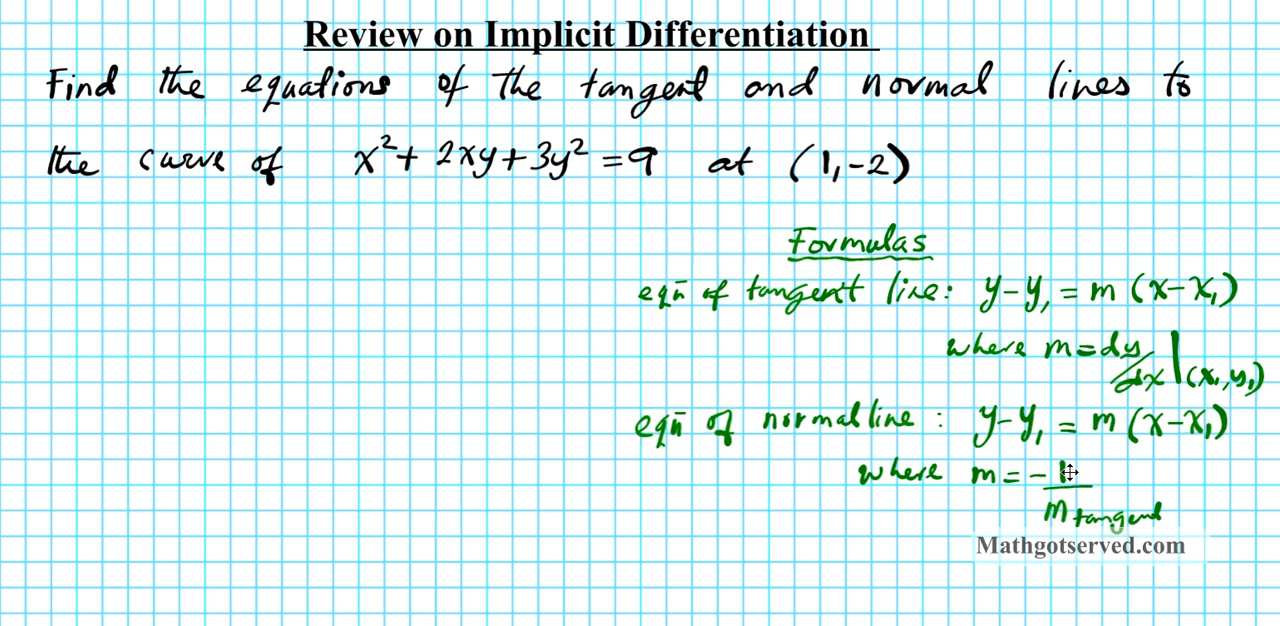 Review on Implicit Differentiation
Find the equations of the tangent and normal lines to
the curve of x²+ 2xy+3y² =9 at (1,-2)
Formulas
eqn̄ of tangent line: y-y₁ = m (x-x₁)
where m=dy/dx|(x₁,y₁)
eqn̄ of normal line : y-y₁ = m (x-x₁)
where m = -1
m tangent
Mathgotserved.com